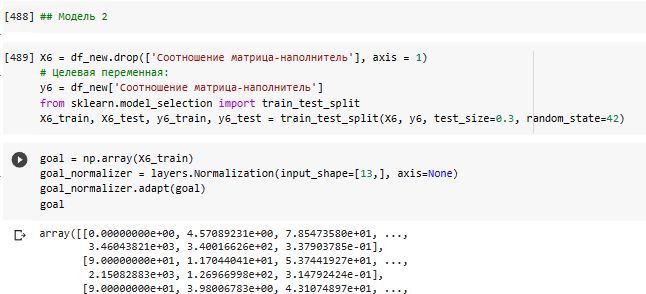 [488] ## Модель 2
[489] X6 = df_new.drop(['Соотношение матрица-наполнитель'], axis = 1)
# Целевая переменная:
y6 = df_new['Соотношение матрица-наполнитель']
from sklearn.model_selection import train_test_split
X6_train, X6_test, y6_train, y6_test = train_test_split(X6, y6, test_size=0.3, random_state=42)
goal = np.array(X6_train)
goal_normalizer = layers.Normalization(input_shape=[13,], axis=None)
goal_normalizer.adapt(goal)
goal
array([[0.00000000e+00, 4.57089231e+00, 7.85473580e+01, ...,
3.46043821e+03, 3.40016626e+02, 3.37903785e-01],
[9.00000000e+01, 1.17044041e+01, 5.37441927e+01, ...,
2.15082883e+03, 1.26966998e+02, 3.14792424e-01],
[9.00000000e+01, 3.98006783e+00, 4.31074897e+01, ...,